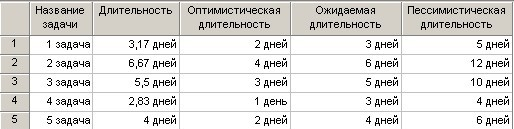 Название задачи Длительность Оптимистическая длительность Ожидаемая длительность Пессимистическая длительность
1 1 задача 3,17 дней 2 дней 3 дней 5 дней
2 2 задача 6,67 дней 4 дней 6 дней 12 дней
3 3 задача 5,5 дней 3 дней 5 дней 10 дней
4 4 задача 2,83 дней 1 день 3 дней 4 дней
5 5 задача 4 дней 2 дней 4 дней 6 дней